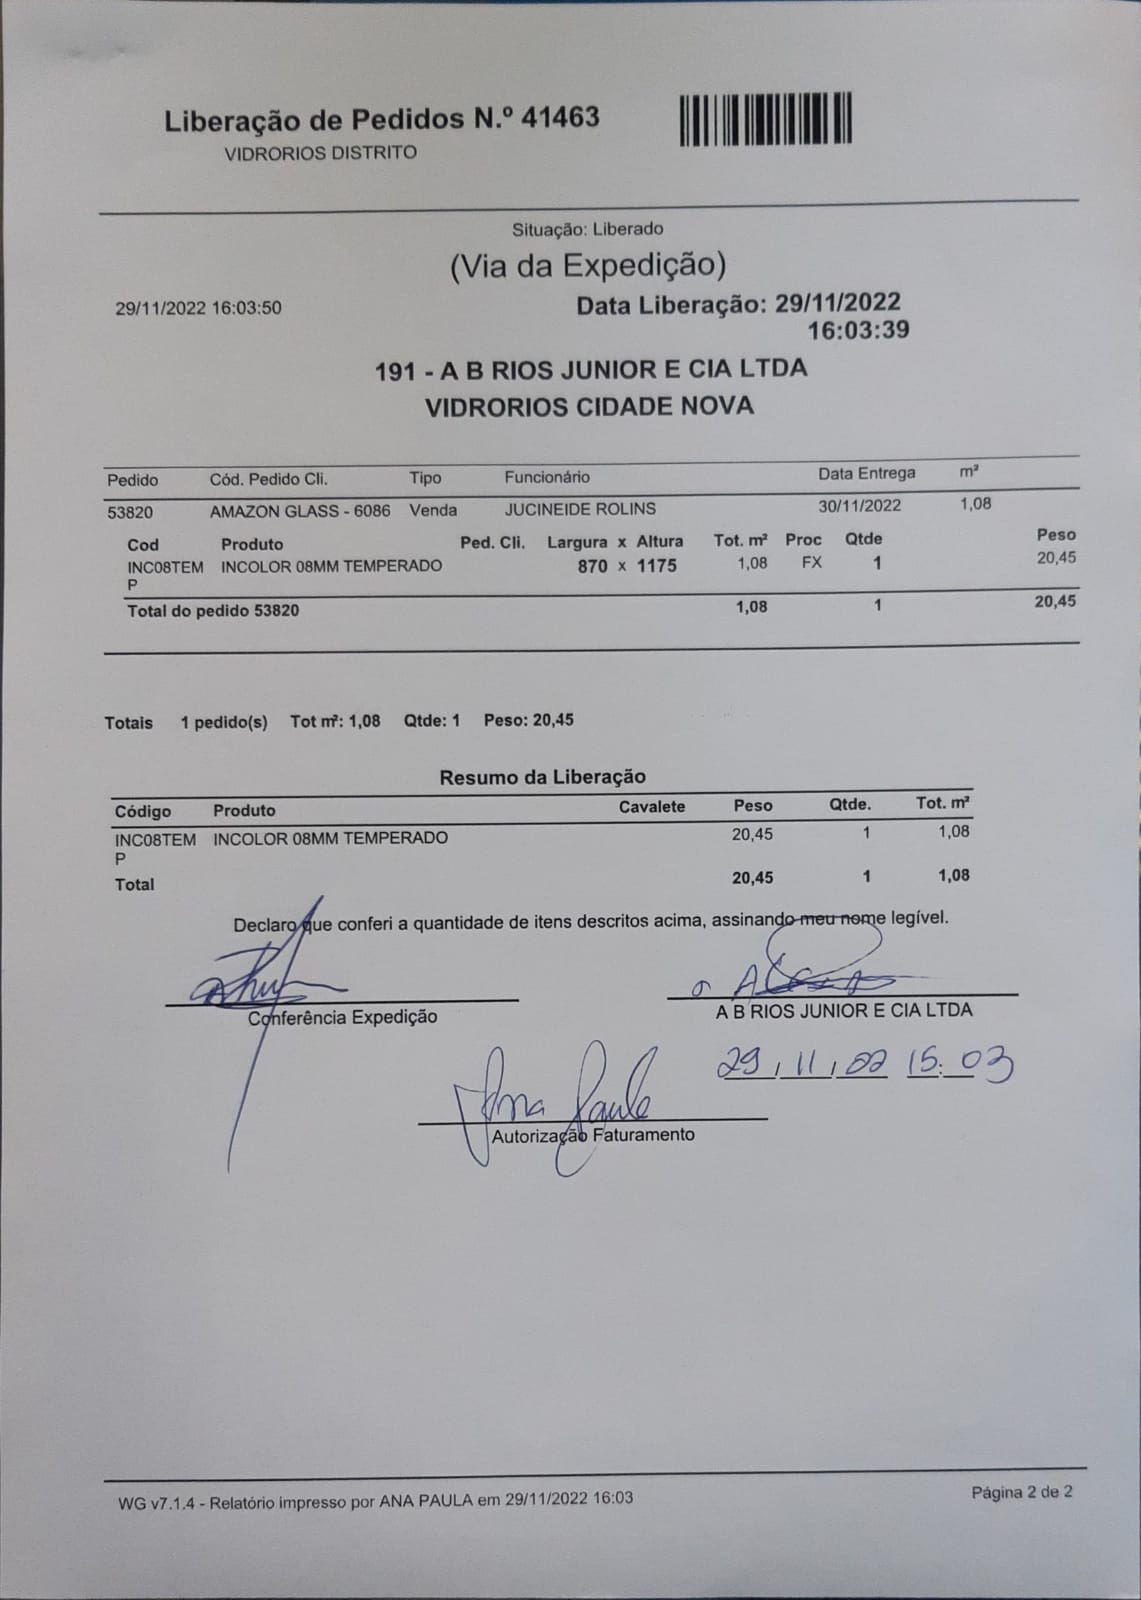 Liberação de Pedidos N.º 41463
VIDRORIOS DISTRITO
Situação: Liberado
(Via da Expedição)
29/11/2022 16:03:50 Data Liberação: 29/11/2022
16:03:39
191 - A B RIOS JUNIOR E CIA LTDA
VIDRORIOS CIDADE NOVA
Pedido Cód. Pedido Cli. Tipo Funcionário Data Entrega m²
53820 AMAZON GLASS - 6086 Venda JUCINEIDE ROLINS 30/11/2022 1,08
Cod Produto Ped. Cli. Largura x Altura Tot. m² Proc Qtde Peso
INC08TEM INCOLOR 08MM TEMPERADO 870 x 1175 1,08 FX 1 20,45
P
Total do pedido 53820 1,08 1 20,45
Totais 1 pedido(s) Tot m²: 1,08 Qtde: 1 Peso: 20,45
Resumo da Liberação
Código Produto Cavalete Peso Qtde. Tot. m²
INC08TEM INCOLOR 08MM TEMPERADO 20,45 1 1,08
P
Total 20,45 1 1,08
Declaro que conferi a quantidade de itens descritos acima, assinando meu nome legível.
Conferência Expedição A B RIOS JUNIOR E CIA LTDA
29/11/22 15:03
Ana Paula
Autorização Faturamento
WG v7.1.4 - Relatório impresso por ANA PAULA em 29/11/2022 16:03 Página 2 de 2